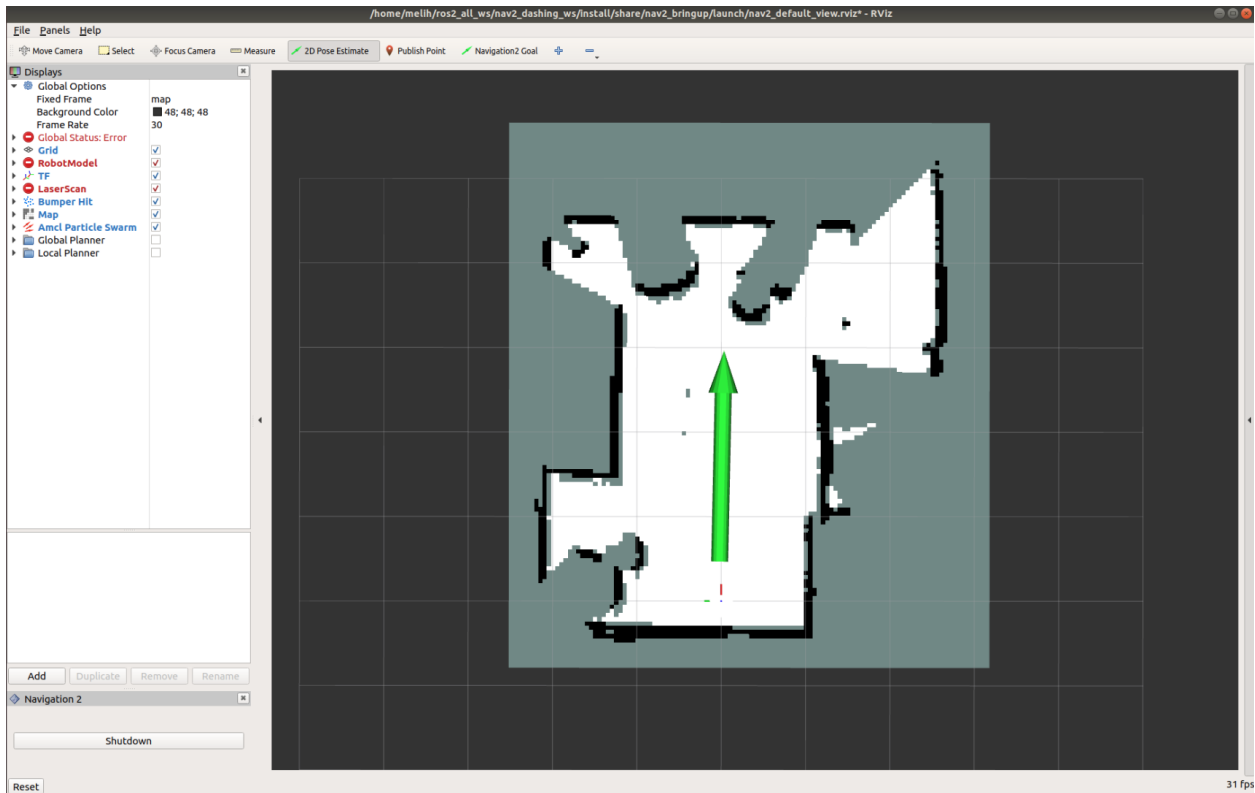 /home/melih/ros2_all_ws/nav2_dashing_ws/install/share/nav2_bringup/launch/nav2_default_view.rviz* - RViz
File Panels Help
Move Camera Select Focus Camera Measure 2D Pose Estimate Publish Point Navigation2 Goal
Displays
Global Options
Fixed Frame map
Background Color 48; 48; 48
Frame Rate 30
Global Status: Error
Grid
RobotModel
TF
LaserScan
Bumper Hit
Map
Amcl Particle Swarm
Global Planner
Local Planner
Add Duplicate Remove Rename
Navigation 2
Shutdown
Reset 31 fps